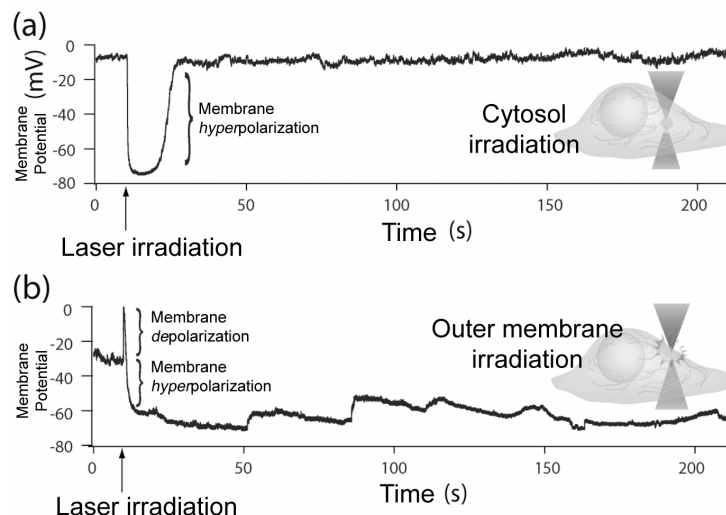 (a)
0
-20
-40
-60
-80
Membrane
Potential (mV)
Membrane
hyperpolarization
Cytosol
irradiation
0
50
100
150
200
Time (s)
Laser irradiation
(b)
0
-20
-40
-60
-80
Membrane
Potential (mV)
Membrane
depolarization
Membrane
hyperpolarization
Outer membrane
irradiation
0
50
100
150
200
Time (s)
Laser irradiation